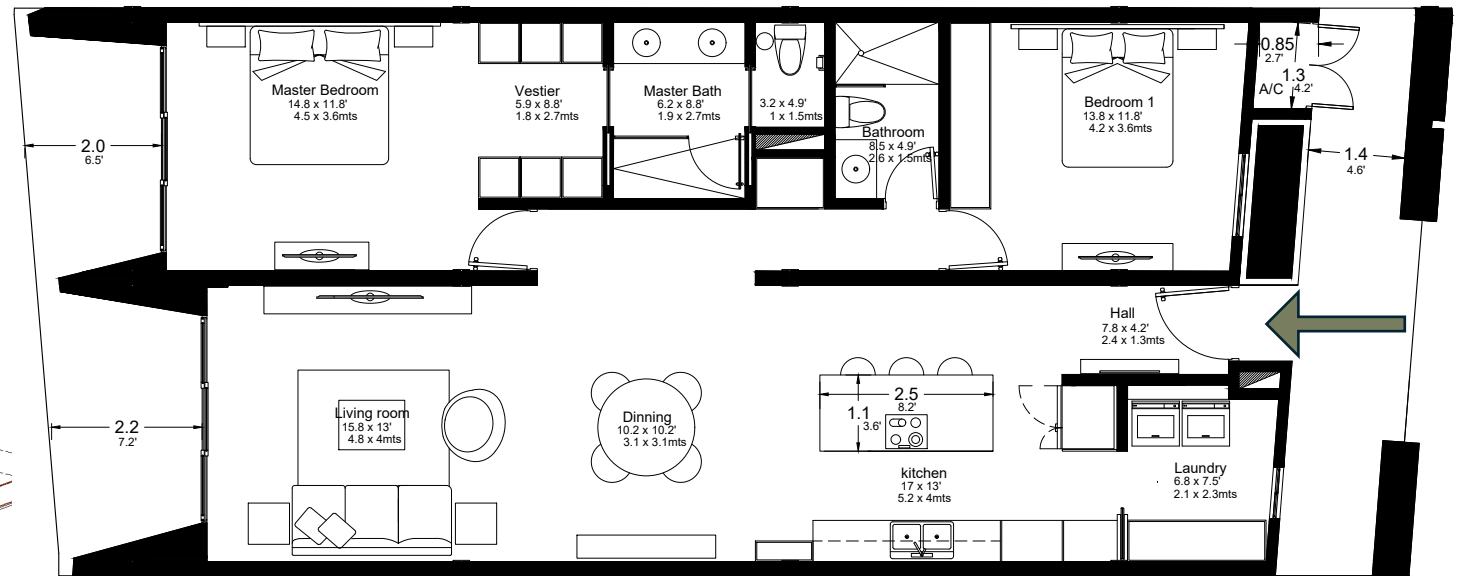 Master Bedroom
14.8 x 11.8'
4.5 x 3.6mts
Vestier
5.9 x 8.8'
1.8 x 2.7mts
Master Bath
6.2 x 8.8'
1.9 x 2.7mts
3.2 x 4.9'
1 x 1.5mts
Bathroom
8.5 x 4.9'
2.6 x 1.5mts
Bedroom 1
13.8 x 11.8'
4.2 x 3.6mts
0.85
2.7'
1.3
4.2'
A/C
2.0
6.5'
1.4
4.6'
Hall
7.8 x 4.2'
2.4 x 1.3mts
2.2
7.2'
Living room
15.8 x 13'
4.8 x 4mts
Dinning
10.2 x 10.2'
3.1 x 3.1mts
2.5
8.2'
1.1
3.6'
kitchen
17 x 13'
5.2 x 4mts
Laundry
6.8 x 7.5'
2.1 x 2.3mts